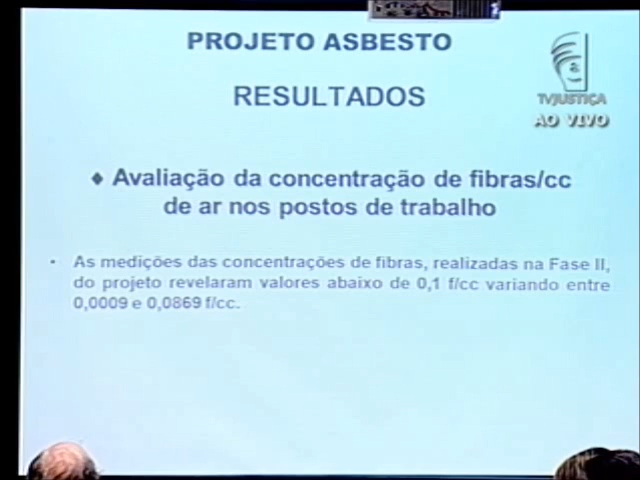 PROJETO ASBESTO
RESULTADOS
TVJUSTIÇA
AO VIVO
♦ Avaliação da concentração de fibras/cc
de ar nos postos de trabalho
• As medições das concentrações de fibras, realizadas na Fase II,
do projeto revelaram valores abaixo de 0,1 f/cc variando entre
0,0009 e 0,0869 f/cc.